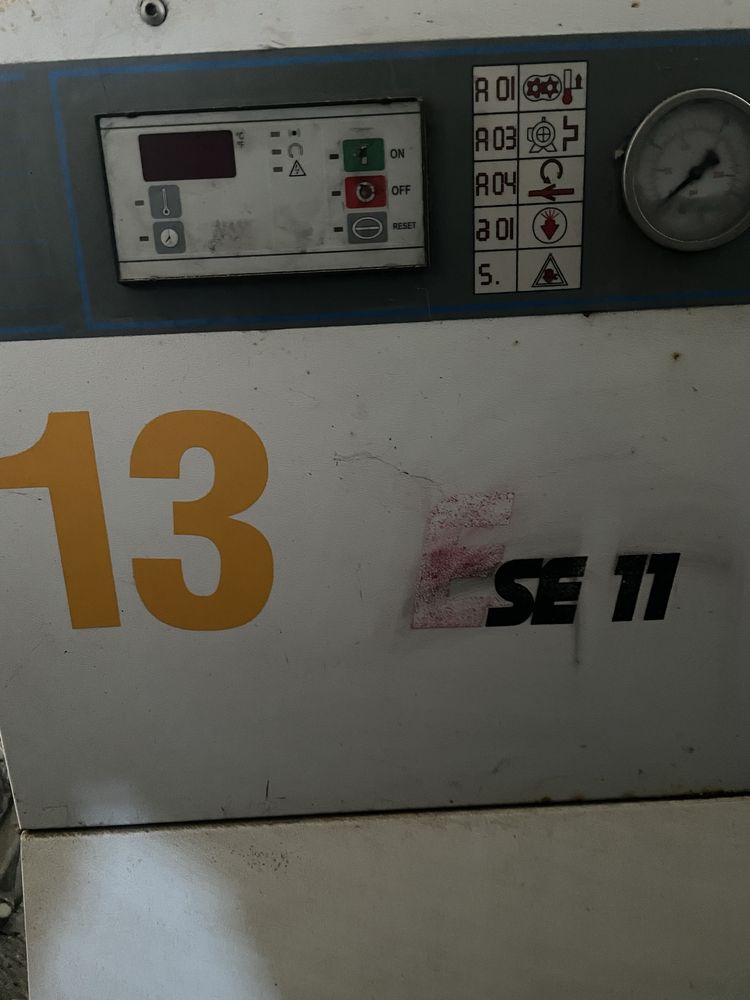 °C
°F
ON
OFF
RESET
A 01
A 03
A 04
a 01
S.
13
ESE 11